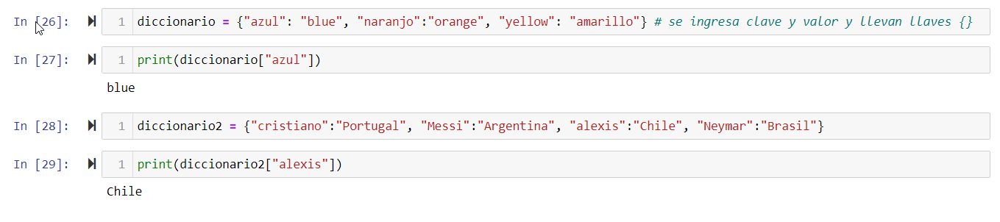 In [26]: 1 diccionario = {"azul": "blue", "naranjo":"orange", "yellow": "amarillo"} # se ingresa clave y valor y llevan llaves {}
In [27]: 1 print(diccionario["azul"])
blue
In [28]: 1 diccionario2 = {"cristiano":"Portugal", "Messi":"Argentina", "alexis":"Chile", "Neymar":"Brasil"}
In [29]: 1 print(diccionario2["alexis"])
Chile